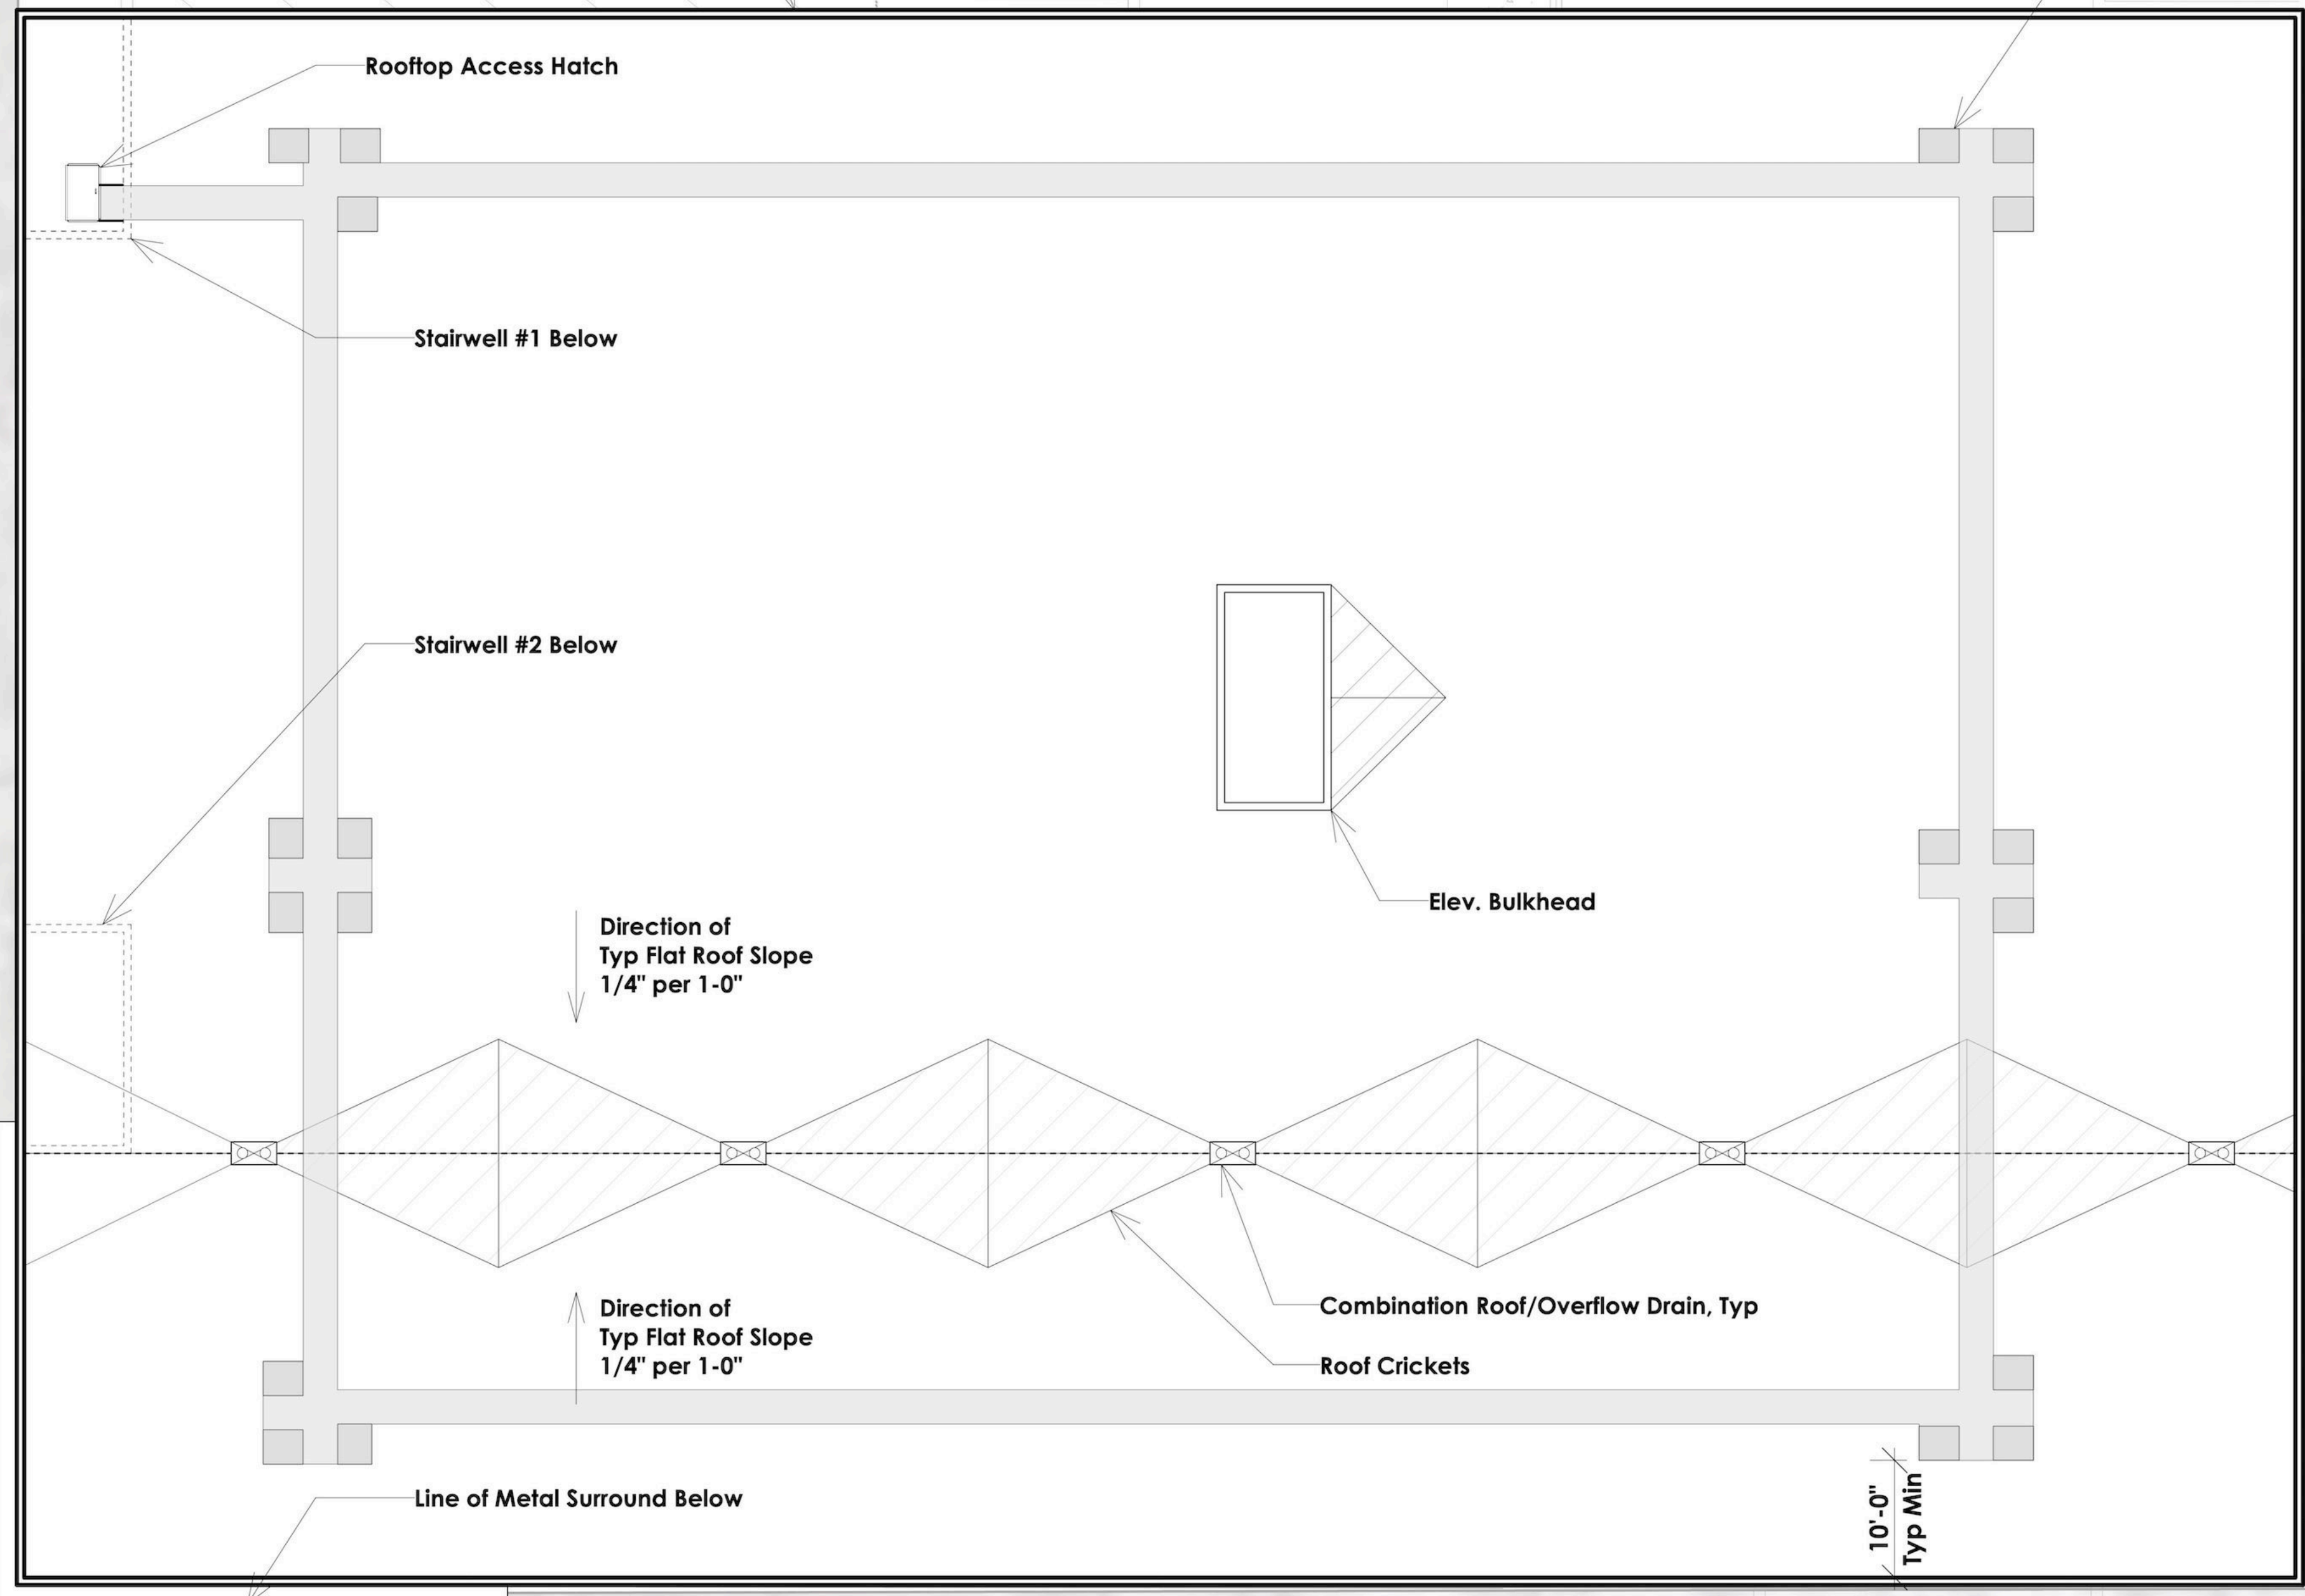 Rooftop Access Hatch
Stairwell #1 Below
Stairwell #2 Below
Elev. Bulkhead
Direction of
Typ Flat Roof Slope
1/4" per 1-0"
Direction of
Typ Flat Roof Slope
1/4" per 1-0"
Combination Roof/Overflow Drain, Typ
Roof Crickets
Line of Metal Surround Below
10'-0"
Typ Min